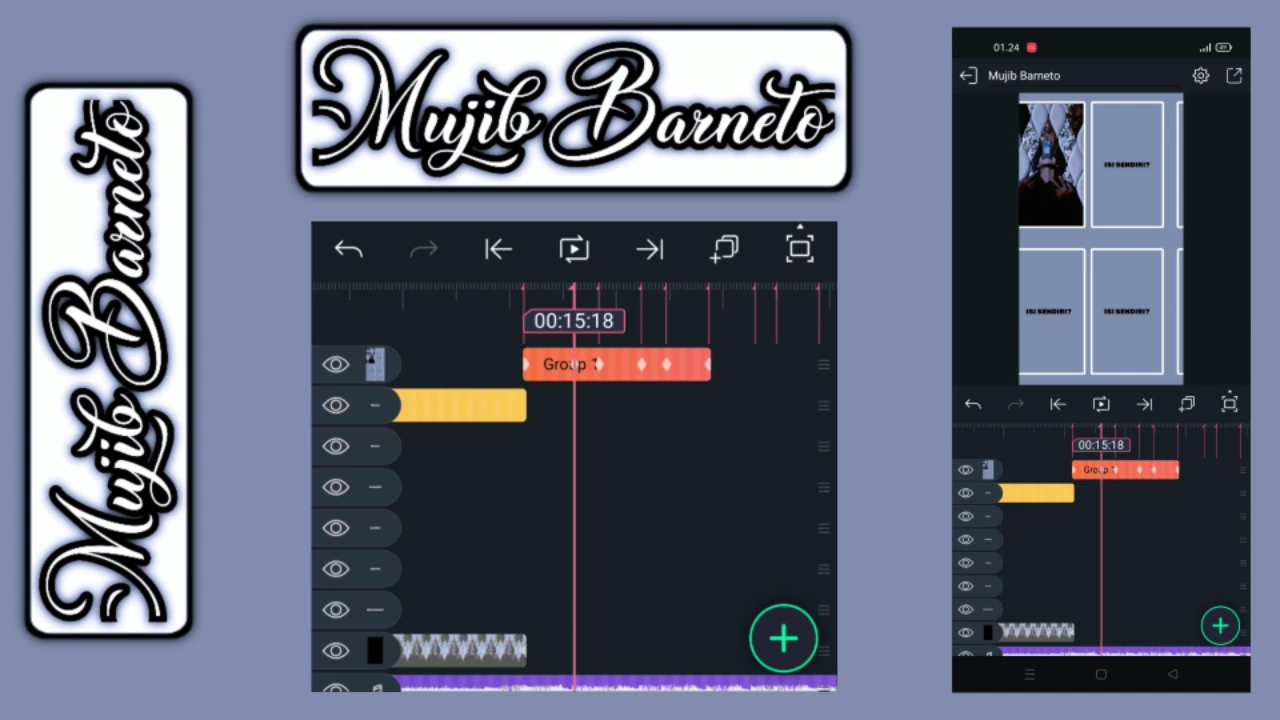 Mujib Barneto
Mujib Barneto
00:15:18
Group 1
01.24
87
Mujib Barneto
ISI SENDIRI?
ISI SENDIRI?
ISI SENDIRI?
00:15:18
Group 1